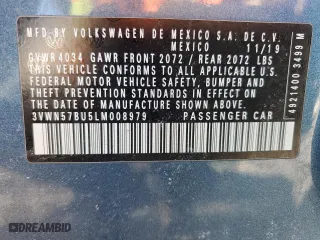 MFD BY VOLKSWAGEN DE MEXICO S.A. DE C.V.
MEXICO 11/19
GVWR4034 GAWR FRONT 2072 / REAR 2072 LBS
THIS VEHICLE CONFORMS TO ALL APPLICABLE
FEDERAL MOTOR VEHICLE SAFETY, BUMPER, AND
THEFT PREVENTION STANDARDS IN EFFECT ON
THE DATE OF MANUFACTURE SHOWN ABOVE
3VWN57BU5LM008979 PASSENGER CAR
4921400 3499 M
DREAMBID